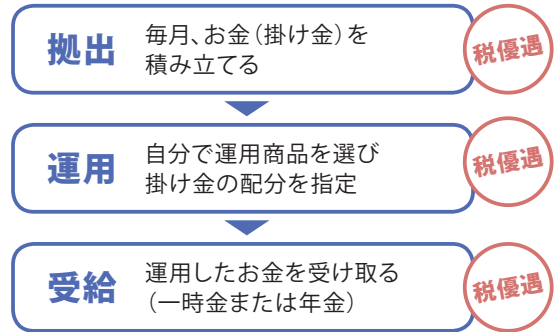 拠出
毎月、お金（掛け金）を
積み立てる
税優遇
運用
自分で運用商品を選び
掛け金の配分を指定
税優遇
受給
運用したお金を受け取る
（一時金または年金）
税優遇